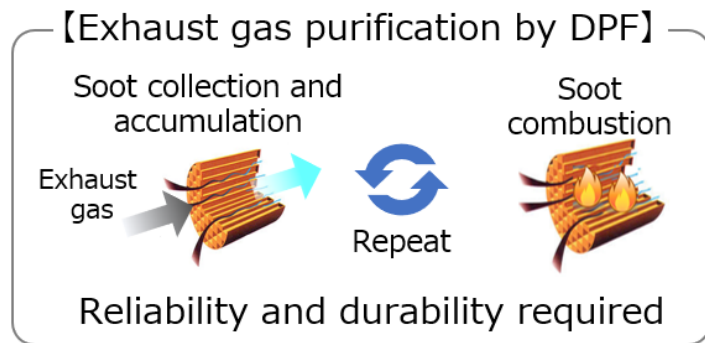 【Exhaust gas purification by DPF】
Soot collection and
accumulation
Soot
combustion
Exhaust
gas
Repeat
Reliability and durability required